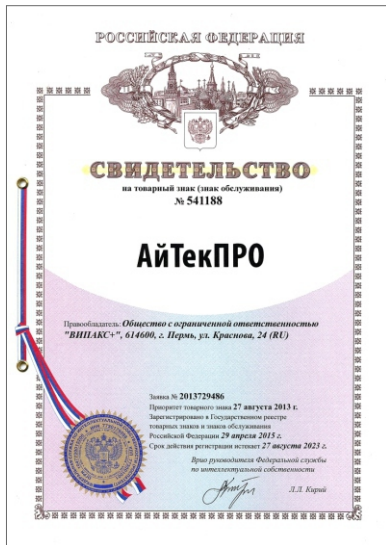 РОССИЙСКАЯ ФЕДЕРАЦИЯ
СВИДЕТЕЛЬСТВО
на товарный знак (знак обслуживания)
№ 541188
АйТекПРО
Правообладатель: Общество с ограниченной ответственностью
"ВИПАКС+", 614600, г. Пермь, ул. Краснова, 24 (RU)
Заявка № 2013729486
Приоритет товарного знака 27 августа 2013 г.
Зарегистрировано в Государственном реестре
товарных знаков и знаков обслуживания
Российской Федерации 29 апреля 2015 г.
Срок действия регистрации истекает 27 августа 2023 г.
Врио руководителя Федеральной службы
по интеллектуальной собственности
Л.Л. Кирий